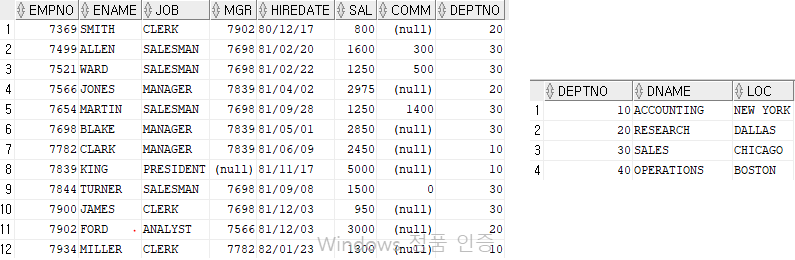 EMPNO ENAME JOB MGR HIREDATE SAL COMM DEPTNO
1 7369 SMITH CLERK 7902 80/12/17 800 (null) 20
2 7499 ALLEN SALESMAN 7698 81/02/20 1600 300 30
3 7521 WARD SALESMAN 7698 81/02/22 1250 500 30
4 7566 JONES MANAGER 7839 81/04/02 2975 (null) 20
5 7654 MARTIN SALESMAN 7698 81/09/28 1250 1400 30
6 7698 BLAKE MANAGER 7839 81/05/01 2850 (null) 30
7 7782 CLARK MANAGER 7839 81/06/09 2450 (null) 10
8 7839 KING PRESIDENT (null) 81/11/17 5000 (null) 10
9 7844 TURNER SALESMAN 7698 81/09/08 1500 0 30
10 7900 JAMES CLERK 7698 81/12/03 950 (null) 30
11 7902 FORD ANALYST 7566 81/12/03 3000 (null) 20
12 7934 MILLER CLERK 7782 82/01/23 1300 (null) 10
DEPTNO DNAME LOC
1 10 ACCOUNTING NEW YORK
2 20 RESEARCH DALLAS
3 30 SALES CHICAGO
4 40 OPERATIONS BOSTON
Windows 정품 인증